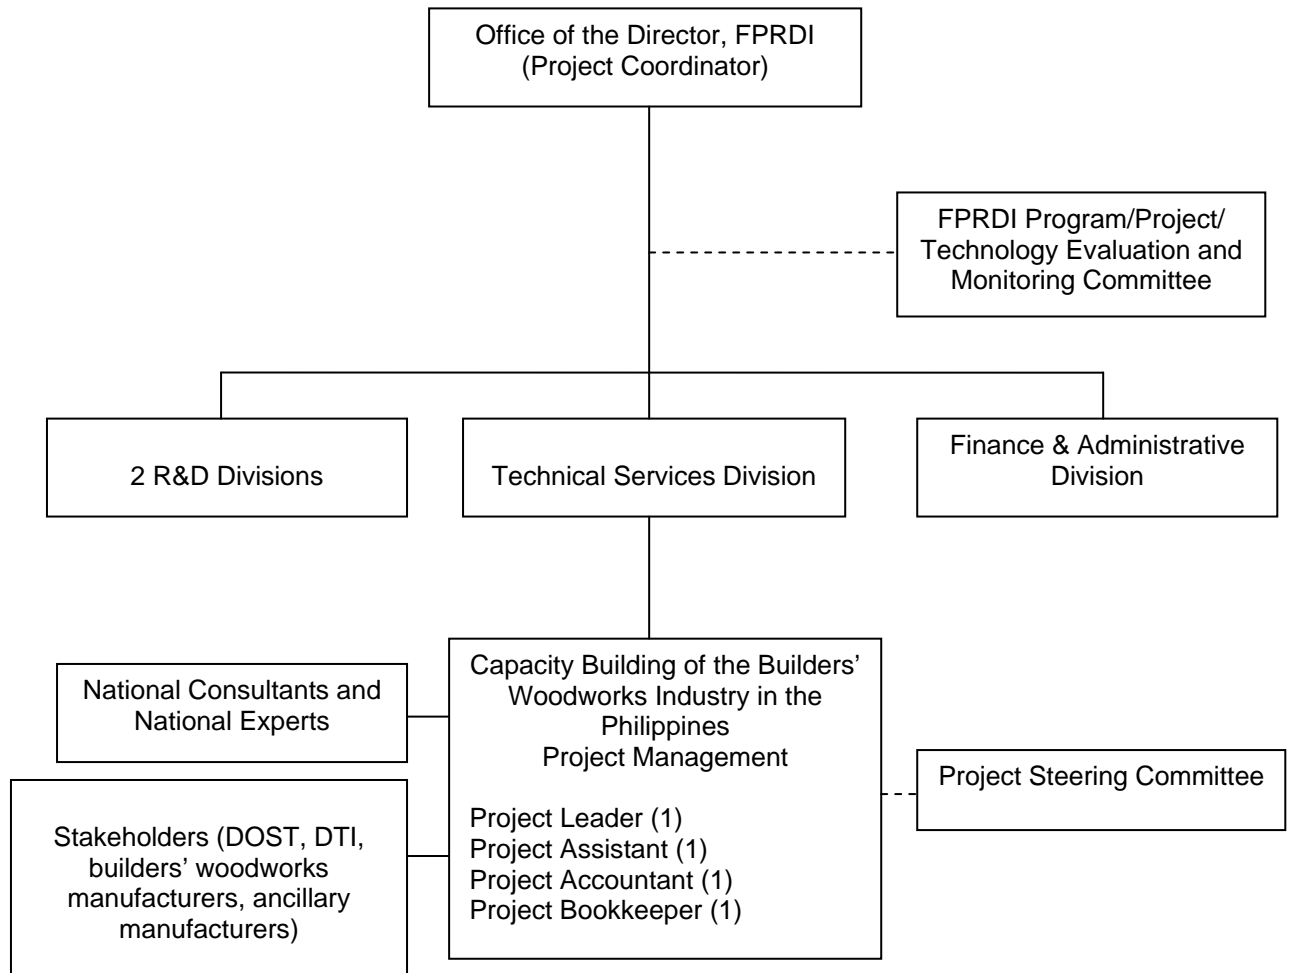 Office of the Director, FPRDI
(Project Coordinator)
FPRDI Program/Project/
Technology Evaluation and
Monitoring Committee
2 R&D Divisions
Technical Services Division
Finance & Administrative
Division
National Consultants and
National Experts
Capacity Building of the Builders’
Woodworks Industry in the
Philippines
Project Management
Project Leader (1)
Project Assistant (1)
Project Accountant (1)
Project Bookkeeper (1)
Project Steering Committee
Stakeholders (DOST, DTI,
builders’ woodworks
manufacturers, ancillary
manufacturers)